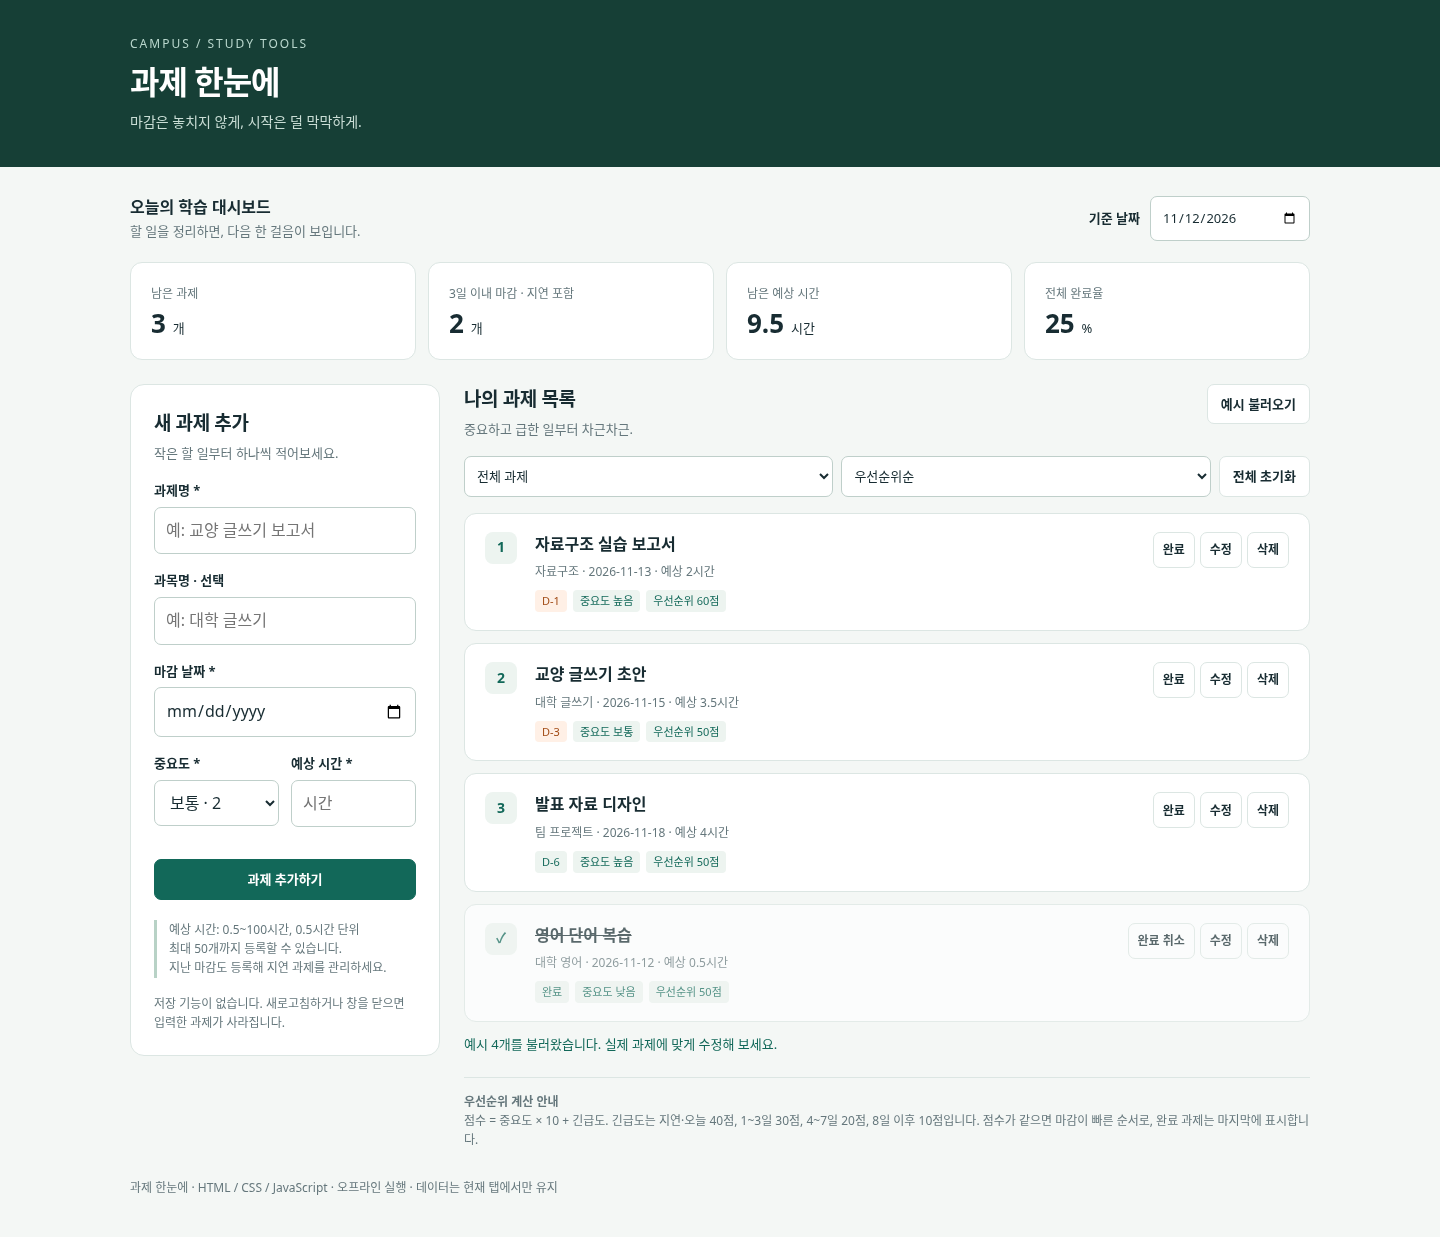 CAMPUS / STUDY TOOLS
과제 한눈에
마감은 놓치지 않게, 시작은 덜 막막하게.
오늘의 학습 대시보드
할 일을 정리하면, 다음 한 걸음이 보입니다.
기준 날짜
11/12/2026
남은 과제
3 개
3일 이내 마감 · 지연 포함
2 개
남은 예상 시간
9.5 시간
전체 완료율
25 %
새 과제 추가
작은 할 일부터 하나씩 적어보세요.
과제명 *
예: 교양 글쓰기 보고서
과목명 · 선택
예: 대학 글쓰기
마감 날짜 *
mm/dd/yyyy
중요도 *
예상 시간 *
보통 · 2
시간
과제 추가하기
예상 시간: 0.5~100시간, 0.5시간 단위
최대 50개까지 등록할 수 있습니다.
지난 마감도 등록해 지연 과제를 관리하세요.
저장 기능이 없습니다. 새로고침하거나 창을 닫으면
입력한 과제가 사라집니다.
나의 과제 목록
중요하고 급한 일부터 차근차근.
예시 불러오기
전체 과제
우선순위순
전체 초기화
1
자료구조 실습 보고서
자료구조 · 2026-11-13 · 예상 2시간
D-1 중요도 높음 우선순위 60점
완료 수정 삭제
2
교양 글쓰기 초안
대학 글쓰기 · 2026-11-15 · 예상 3.5시간
D-3 중요도 보통 우선순위 50점
완료 수정 삭제
3
발표 자료 디자인
팀 프로젝트 · 2026-11-18 · 예상 4시간
D-6 중요도 높음 우선순위 50점
완료 수정 삭제
✓
영어 단어 복습
대학 영어 · 2026-11-12 · 예상 0.5시간
완료 중요도 낮음 우선순위 50점
완료 취소 수정 삭제
예시 4개를 불러왔습니다. 실제 과제에 맞게 수정해 보세요.
우선순위 계산 안내
점수 = 중요도 × 10 + 긴급도. 긴급도는 지연·오늘 40점, 1~3일 30점, 4~7일 20점, 8일 이후 10점입니다. 점수가 같으면 마감이 빠른 순서로, 완료 과제는 마지막에 표시합니
다.
과제 한눈에 · HTML / CSS / JavaScript · 오프라인 실행 · 데이터는 현재 탭에서만 유지